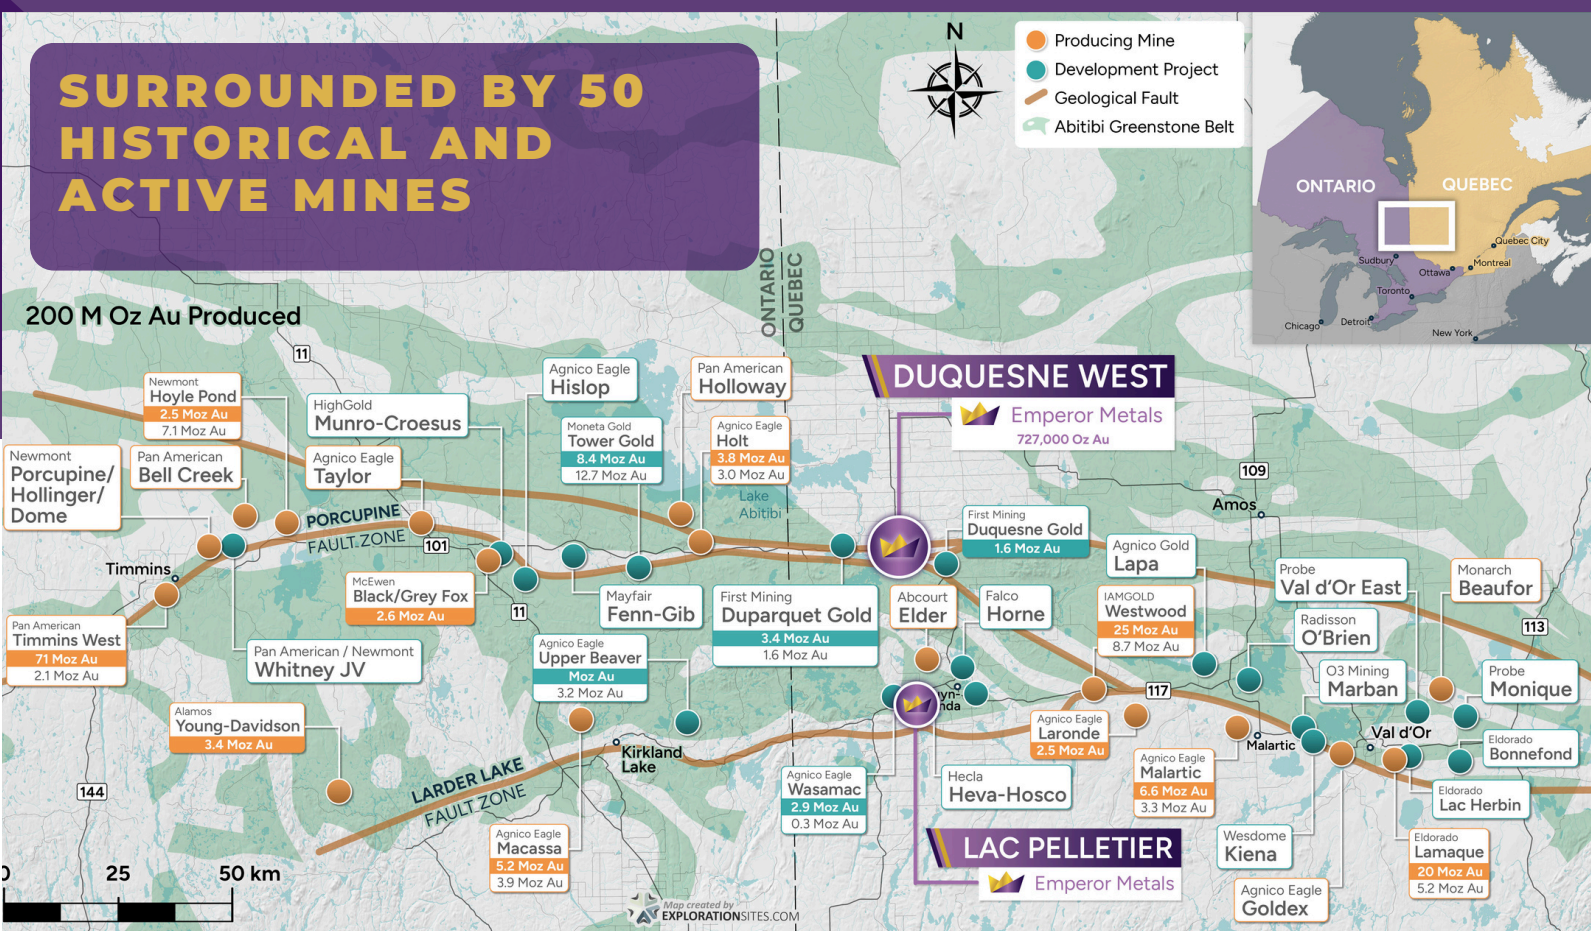 SURROUNDED BY 50
HISTORICAL AND
ACTIVE MINES
N
Producing Mine
Development Project
Geological Fault
Abitibi Greenstone Belt
ONTARIO
QUEBEC
Quebec City
Sudbury
Ottawa
Montreal
Toronto
Chicago
Detroit
New York
ONTARIO
QUEBEC
200 M Oz Au Produced
11
Newmont
Hoyle Pond
2.5 Moz Au
7.1 Moz Au
HighGold
Munro-Croesus
Agnico Eagle
Hislop
Pan American
Holloway
DUQUESNE WEST
Emperor Metals
727,000 Oz Au
Moneta Gold
Tower Gold
8.4 Moz Au
12.7 Moz Au
Agnico Eagle
Holt
3.8 Moz Au
3.0 Moz Au
Newmont
Porcupine/
Hollinger/
Dome
Pan American
Bell Creek
Agnico Eagle
Taylor
Lake
Abitibi
109
Amos
PORCUPINE
FAULT ZONE
101
First Mining
Duquesne Gold
1.6 Moz Au
Agnico Gold
Lapa
Timmins
McEwen
Black/Grey Fox
2.6 Moz Au
11
Mayfair
Fenn-Gib
First Mining
Duparquet Gold
3.4 Moz Au
1.6 Moz Au
Abcourt
Elder
Falco
Horne
IAMGOLD
Westwood
25 Moz Au
8.7 Moz Au
Probe
Val d'Or East
Monarch
Beaufor
113
Pan American
Timmins West
71 Moz Au
2.1 Moz Au
Pan American / Newmont
Whitney JV
Agnico Eagle
Upper Beaver
Moz Au
3.2 Moz Au
Radisson
O'Brien
O3 Mining
Marban
Probe
Monique
yn-
nda
117
Alamos
Young-Davidson
3.4 Moz Au
Kirkland
Lake
Agnico Eagle
Laronde
2.5 Moz Au
Malartic
Val d'Or
Eldorado
Bonnefond
144
LARDER LAKE
FAULT ZONE
Agnico Eagle
Wasamac
2.9 Moz Au
0.3 Moz Au
Hecla
Heva-Hosco
Agnico Eagle
Malartic
6.6 Moz Au
3.3 Moz Au
Eldorado
Lac Herbin
Agnico Eagle
Macassa
5.2 Moz Au
3.9 Moz Au
LAC PELLETIER
Emperor Metals
Wesdome
Kiena
Eldorado
Lamaque
20 Moz Au
5.2 Moz Au
Agnico Eagle
Goldex
0
25
50 km
Map created by
EXPLORATIONSITES.COM